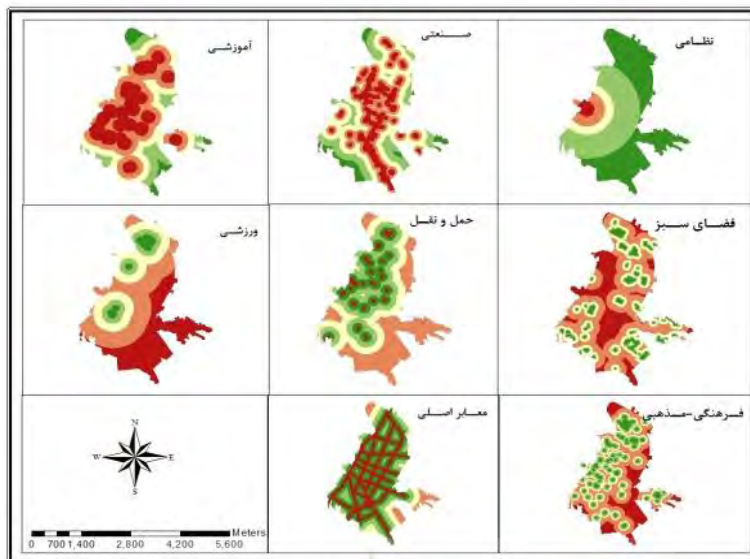 نظامی
صـنعتی
آموزشی
فضای سبز
حمل و نقل
ورزشی
فرهنگی-مذهبی
معابر اصلی
N
W E
S
Meters
0 700 1,400 2,800 4,200 5,600